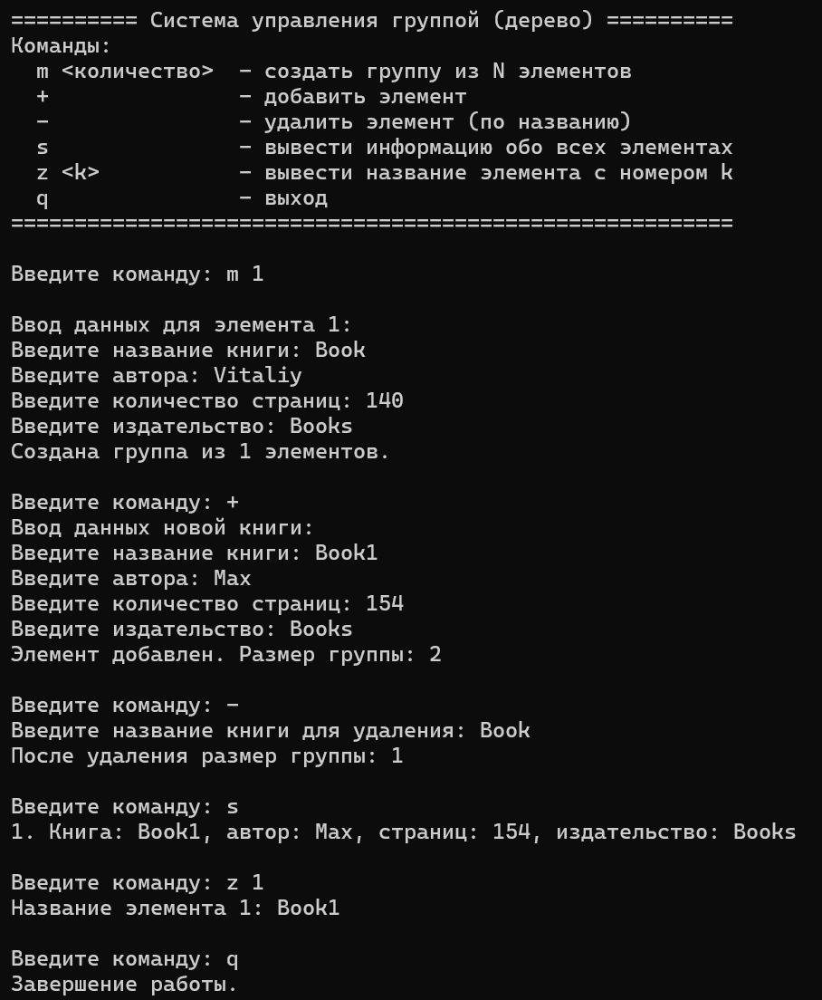 ========== Система управления группой (дерево) ==========
Команды:
  m <количество>  - создать группу из N элементов
  +               - добавить элемент
  -               - удалить элемент (по названию)
  s               - вывести информацию обо всех элементах
  z <k>           - вывести название элемента с номером k
  q               - выход
=========================================================
Введите команду: m 1
Ввод данных для элемента 1:
Введите название книги: Book
Введите автора: Vitaliy
Введите количество страниц: 140
Введите издательство: Books
Создана группа из 1 элементов.
Введите команду: +
Ввод данных новой книги:
Введите название книги: Book1
Введите автора: Max
Введите количество страниц: 154
Введите издательство: Books
Элемент добавлен. Размер группы: 2
Введите команду: -
Введите название книги для удаления: Book
После удаления размер группы: 1
Введите команду: s
1. Книга: Book1, автор: Max, страниц: 154, издательство: Books
Введите команду: z 1
Название элемента 1: Book1
Введите команду: q
Завершение работы.